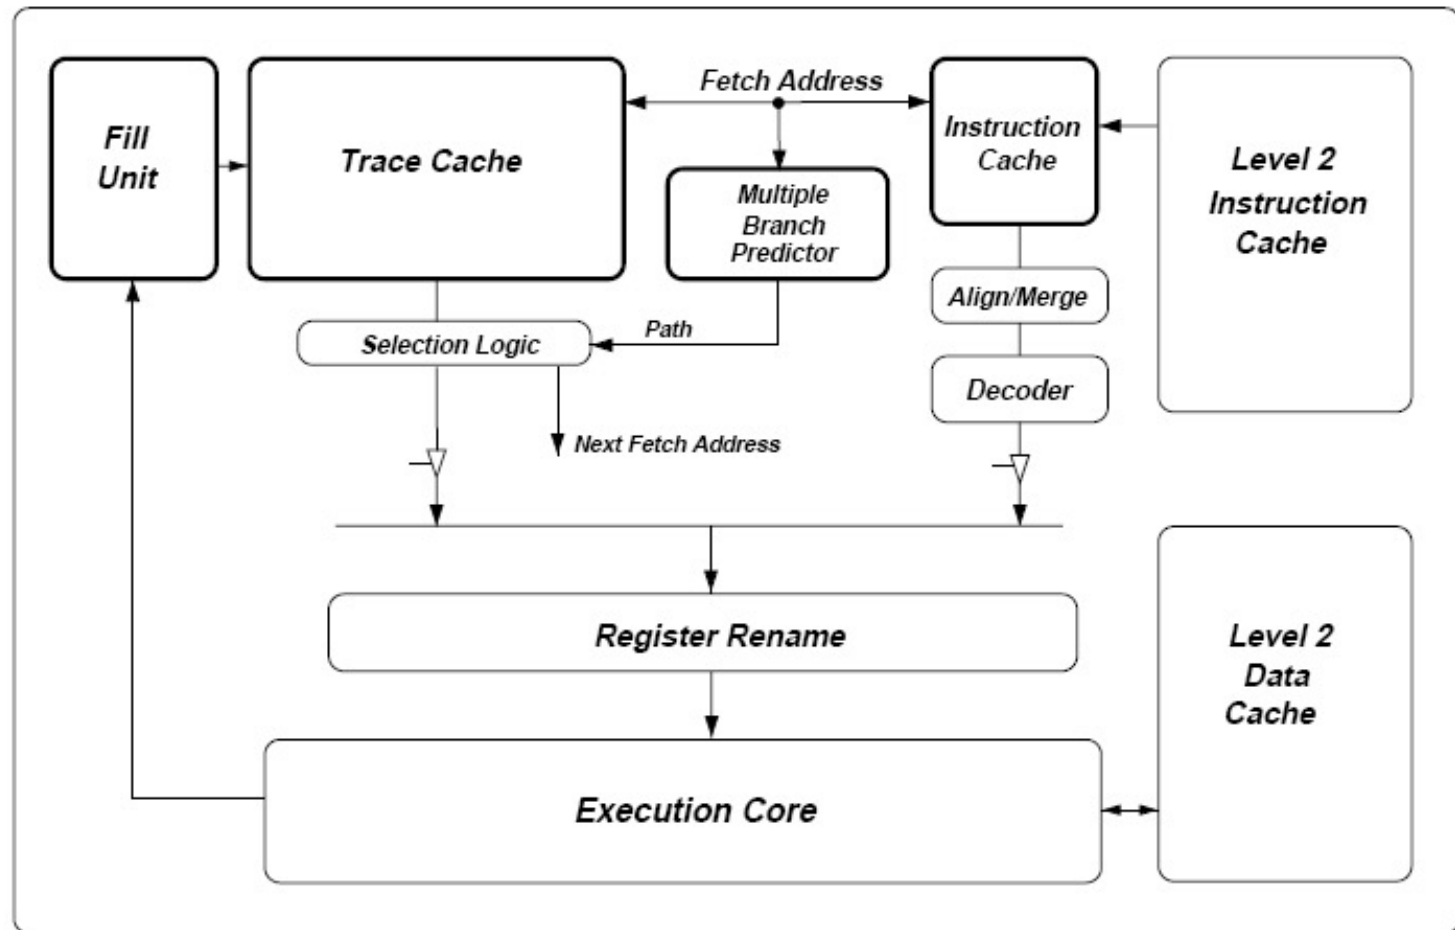 Fill
Unit
Trace Cache
Fetch Address
Multiple
Branch
Predictor
Instruction
Cache
Level 2
Instruction
Cache
Align/Merge
Selection Logic
Path
Decoder
Next Fetch Address
Register Rename
Level 2
Data
Cache
Execution Core